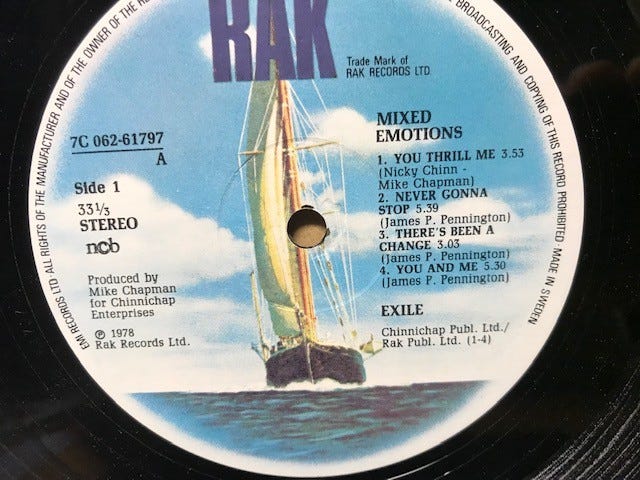 RAK
Trade Mark of
RAK RECORDS LTD.
EMI RECORDS LTD. ALL RIGHTS OF THE MANUFACTURER AND OF THE OWNER OF THE
BROADCASTING AND COPYING OF THIS RECORD PROHIBITED · MADE IN SWEDEN
7C 062-61797
A
Side 1
33⅓
STEREO
ncb
Produced by
Mike Chapman
for Chinnichap
Enterprises
℗ 1978
Rak Records Ltd.
MIXED
EMOTIONS
1. YOU THRILL ME 3.53
(Nicky Chinn -
Mike Chapman)
2. NEVER GONNA
STOP 5.39
(James P. Pennington)
3. THERE'S BEEN A
CHANGE 3.03
(James P. Pennington)
4. YOU AND ME 5.30
(James P. Pennington)
EXILE
Chinnichap Publ. Ltd./
Rak Publ. Ltd. (1-4)